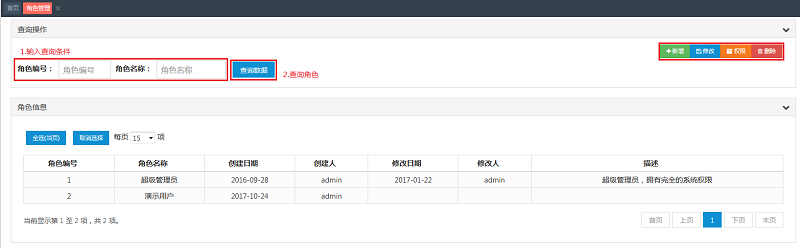 首页 角色管理
查询操作
1.输入查询条件
新增 修改 权限 删除
角色编号： 角色编号 角色名称： 角色名称 查询数据
2.查询角色
角色信息
全选(当页) 取消选择 每页 15 项
角色编号 角色名称 创建日期 创建人 修改日期 修改人 描述
1 超级管理员 2016-09-28 admin 2017-01-22 admin 超级管理员，拥有完全的系统权限
2 演示用户 2017-10-24 admin
当前显示第 1 至 2 项，共 2 项。
首页 上页 1 下页 末页